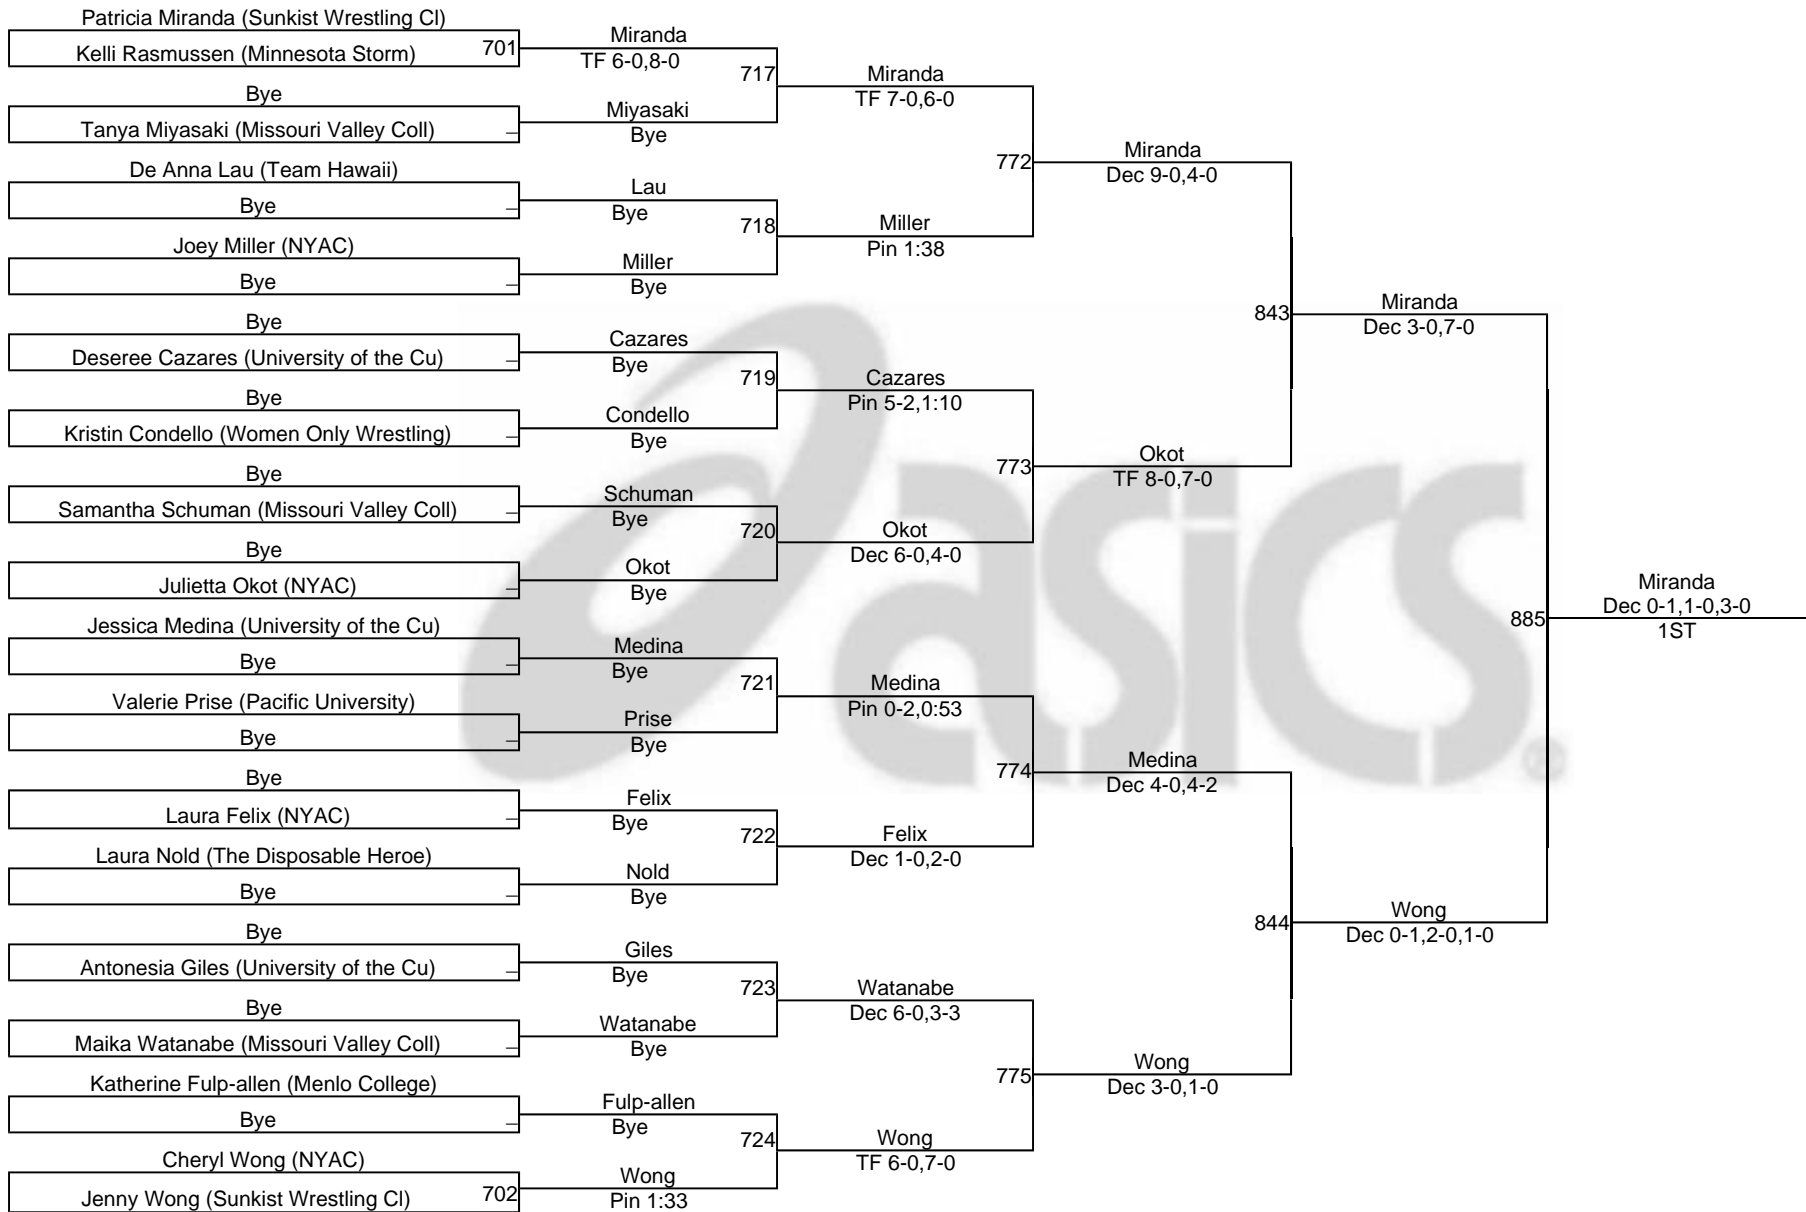 Patricia Miranda (Sunkist Wrestling Cl)
Kelli Rasmussen (Minnesota Storm)
701
Bye
Tanya Miyasaki (Missouri Valley Coll)
_
De Anna Lau (Team Hawaii)
Bye
_
Joey Miller (NYAC)
Bye
_
Bye
Deseree Cazares (University of the Cu)
_
Bye
Kristin Condello (Women Only Wrestling)
_
Bye
Samantha Schuman (Missouri Valley Coll)
_
Bye
Julietta Okot (NYAC)
_
Jessica Medina (University of the Cu)
Bye
_
Valerie Prise (Pacific University)
Bye
_
Bye
Laura Felix (NYAC)
_
Laura Nold (The Disposable Heroe)
Bye
_
Bye
Antonesia Giles (University of the Cu)
_
Bye
Maika Watanabe (Missouri Valley Coll)
_
Katherine Fulp-allen (Menlo College)
Bye
_
Cheryl Wong (NYAC)
Jenny Wong (Sunkist Wrestling Cl)
702
Miranda
TF 6-0,8-0
717
Miyasaki
Bye
Lau
Bye
718
Miller
Bye
Cazares
Bye
719
Condello
Bye
Schuman
Bye
720
Okot
Bye
Medina
Bye
721
Prise
Bye
Felix
Bye
722
Nold
Bye
Giles
Bye
723
Watanabe
Bye
Fulp-allen
Bye
724
Wong
Pin 1:33
Miranda
TF 7-0,6-0
772
Miller
Pin 1:38
Cazares
Pin 5-2,1:10
773
Okot
Dec 6-0,4-0
Medina
Pin 0-2,0:53
774
Felix
Dec 1-0,2-0
Watanabe
Dec 6-0,3-3
775
Wong
TF 6-0,7-0
Miranda
Dec 9-0,4-0
843
Okot
TF 8-0,7-0
Medina
Dec 4-0,4-2
844
Wong
Dec 3-0,1-0
Miranda
Dec 3-0,7-0
885
Wong
Dec 0-1,2-0,1-0
Miranda
Dec 0-1,1-0,3-0
1ST
asics®